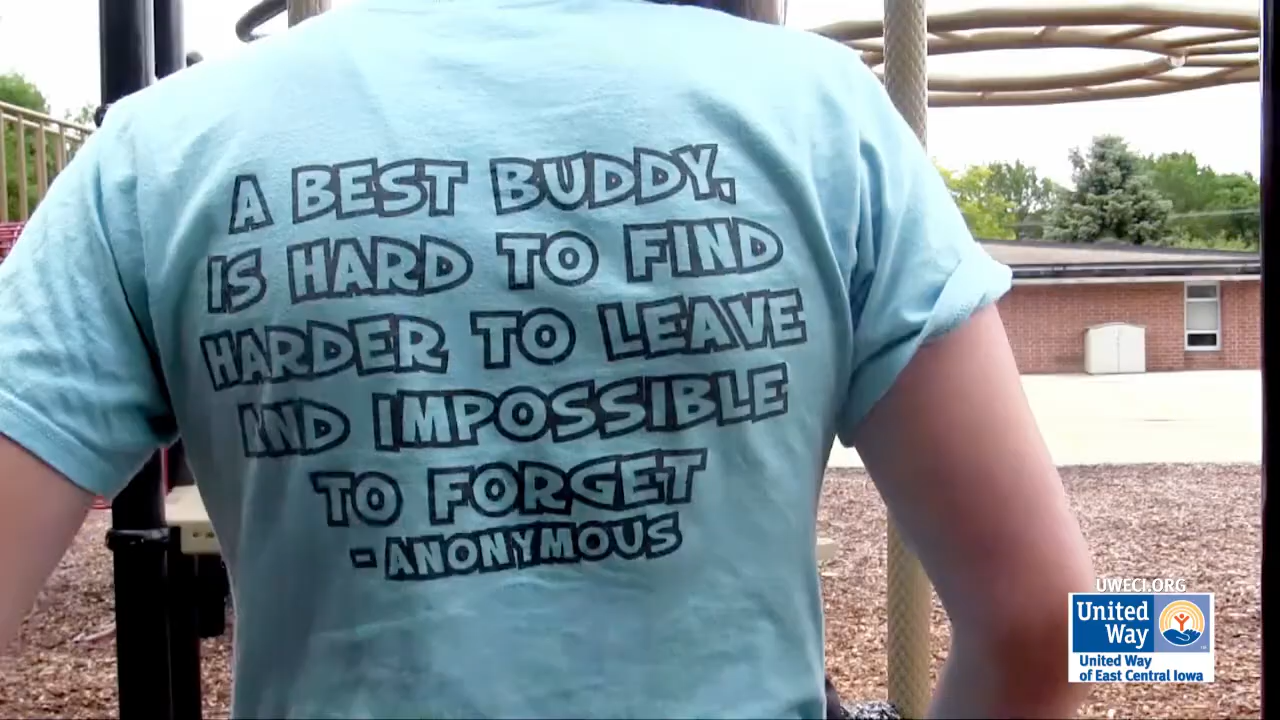 A BEST BUDDY,
IS HARD TO FIND
HARDER TO LEAVE
AND IMPOSSIBLE
TO FORGET
- ANONYMOUS
UWECI.ORG
United
Way
United Way
of East Central Iowa